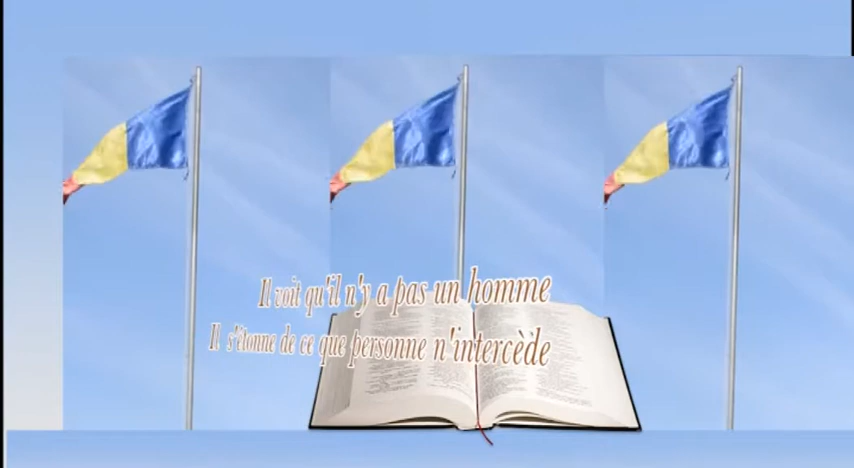 Il voit qu'il n'y a pas un homme
Il s'étonne de ce que personne n'intercède